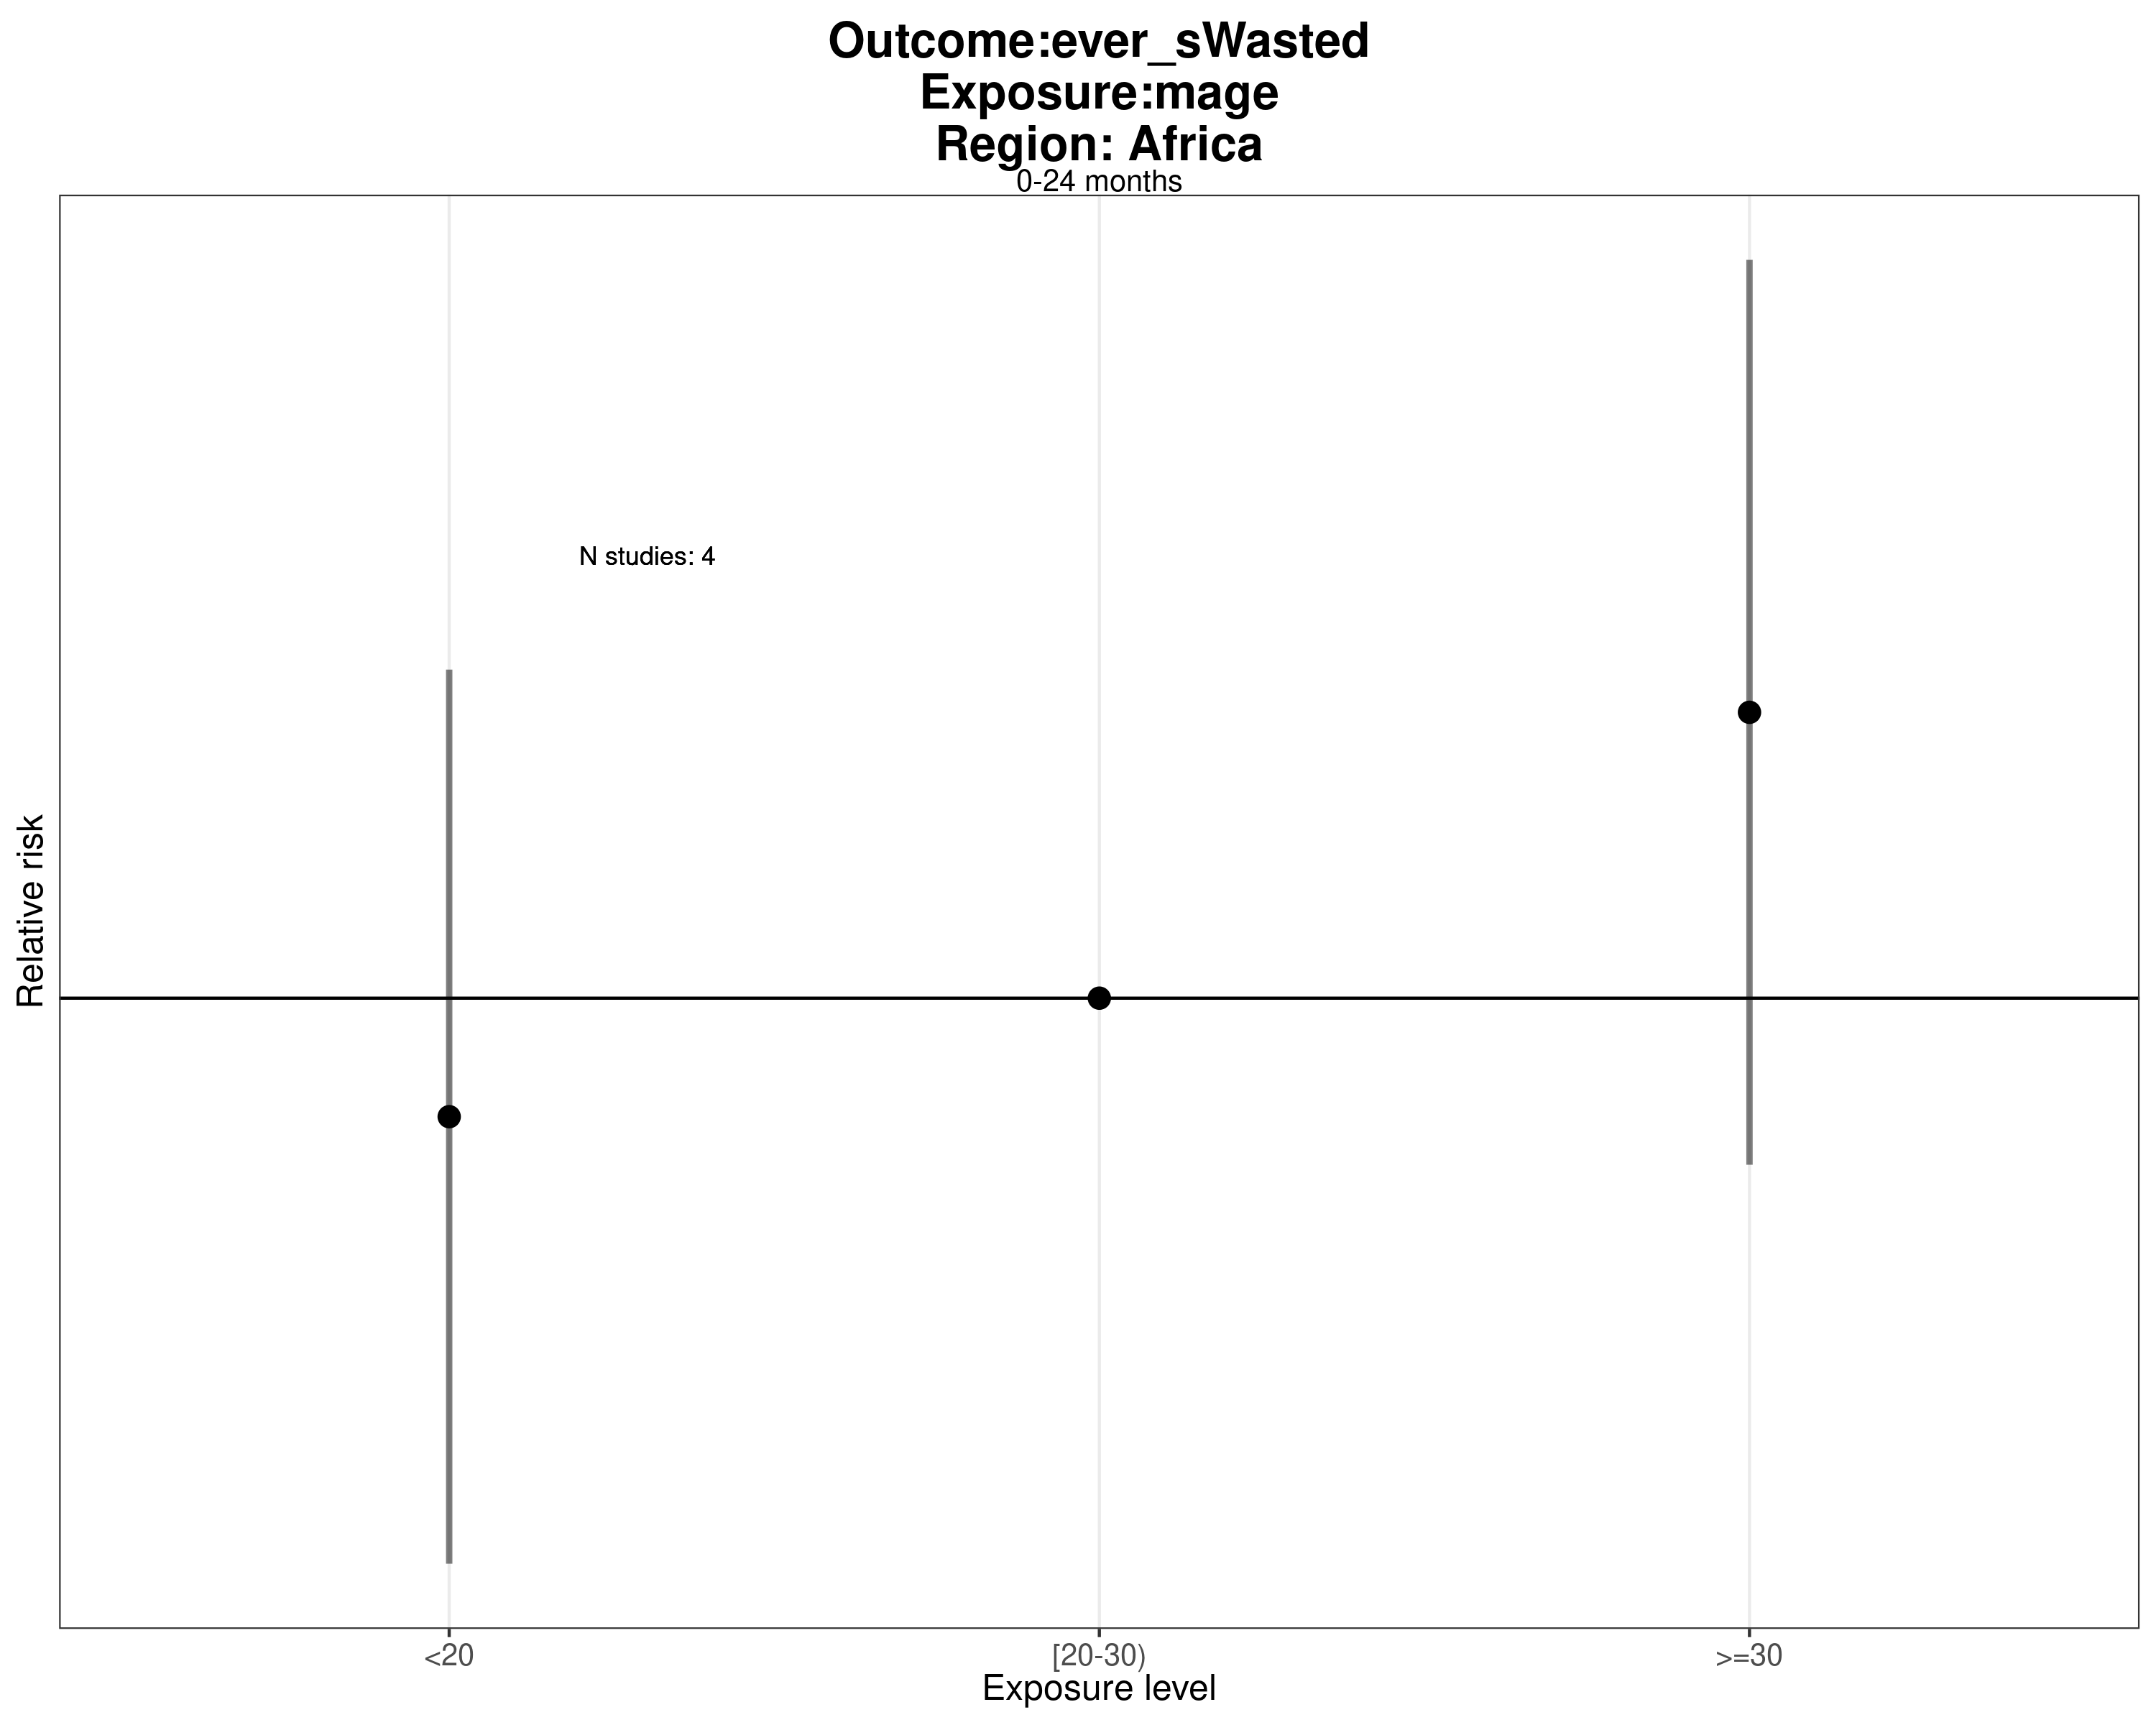 Outcome:ever_sWasted
Exposure:mage
Region: Africa
0-24 months
N studies: 4
Relative risk
<20
[20-30)
>=30
Exposure level